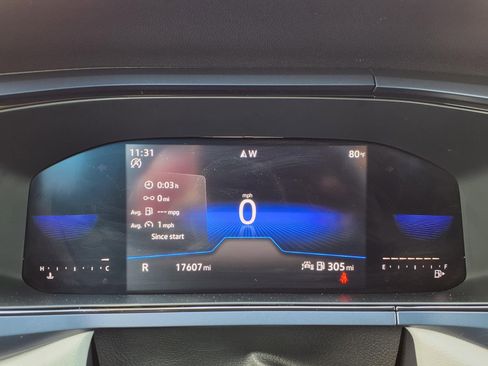 11:31 W 80°F
0:03 h
0 mi
Avg. --- mpg
Avg. 1 mph
Since start
mph
0
H C
R 17607 mi 305 mi
E F